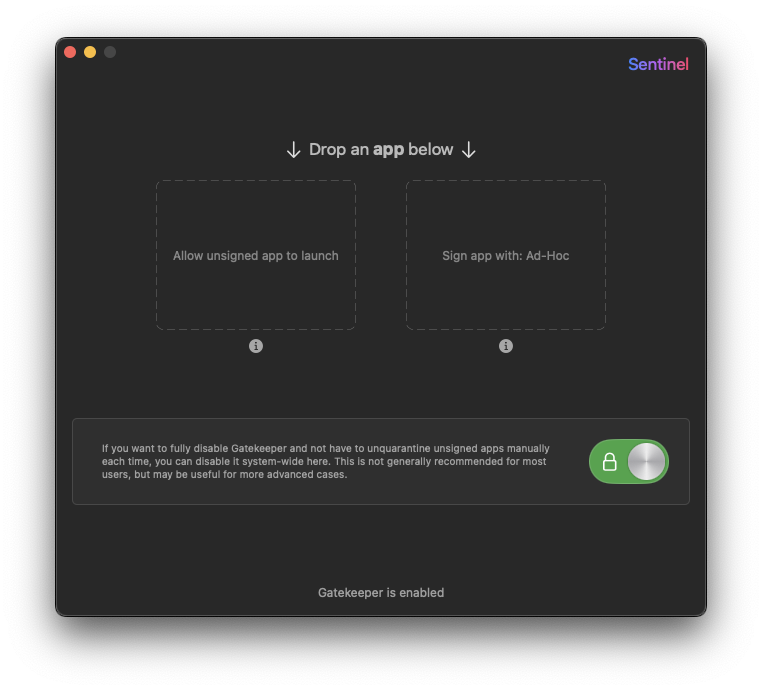 Sentinel
Drop an app below
Allow unsigned app to launch
Sign app with: Ad-Hoc
If you want to fully disable Gatekeeper and not have to unquarantine unsigned apps manually
each time, you can disable it system-wide here. This is not generally recommended for most
users, but may be useful for more advanced cases.
Gatekeeper is enabled